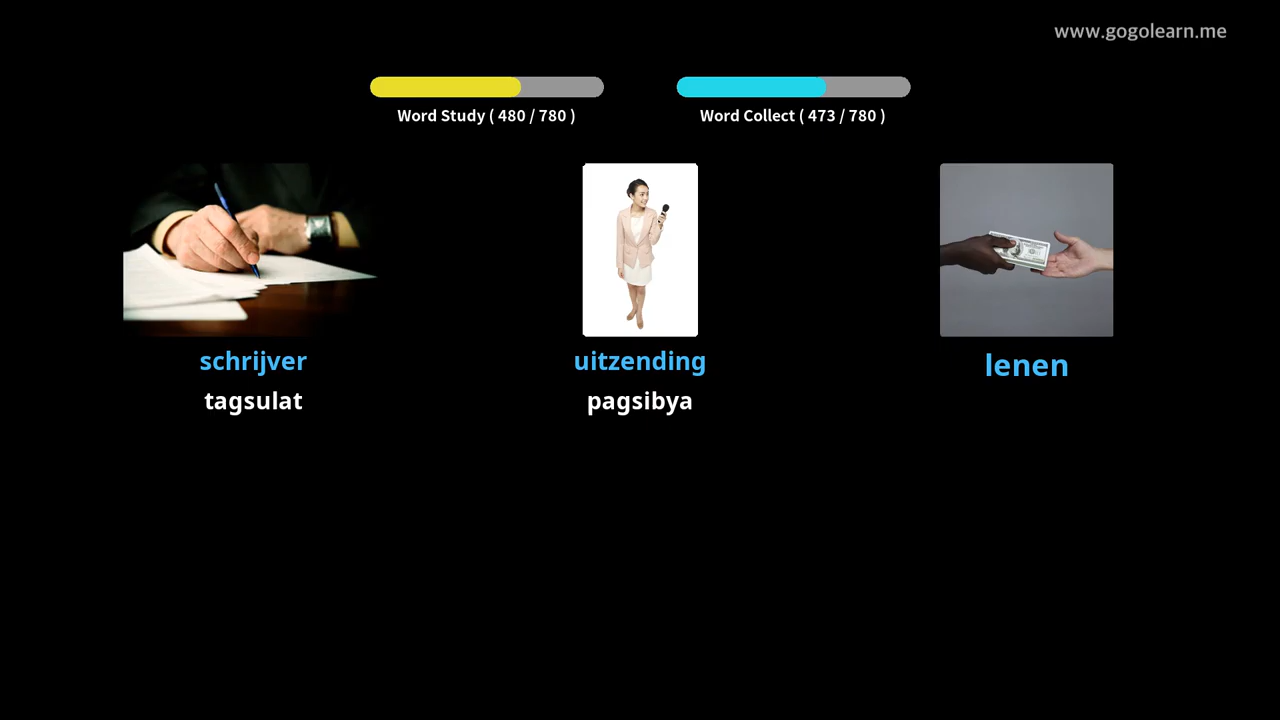 www.gogolearn.me
Word Study ( 480 / 780 )
Word Collect ( 473 / 780 )
schrijver
tagsulat
uitzending
pagsibya
lenen